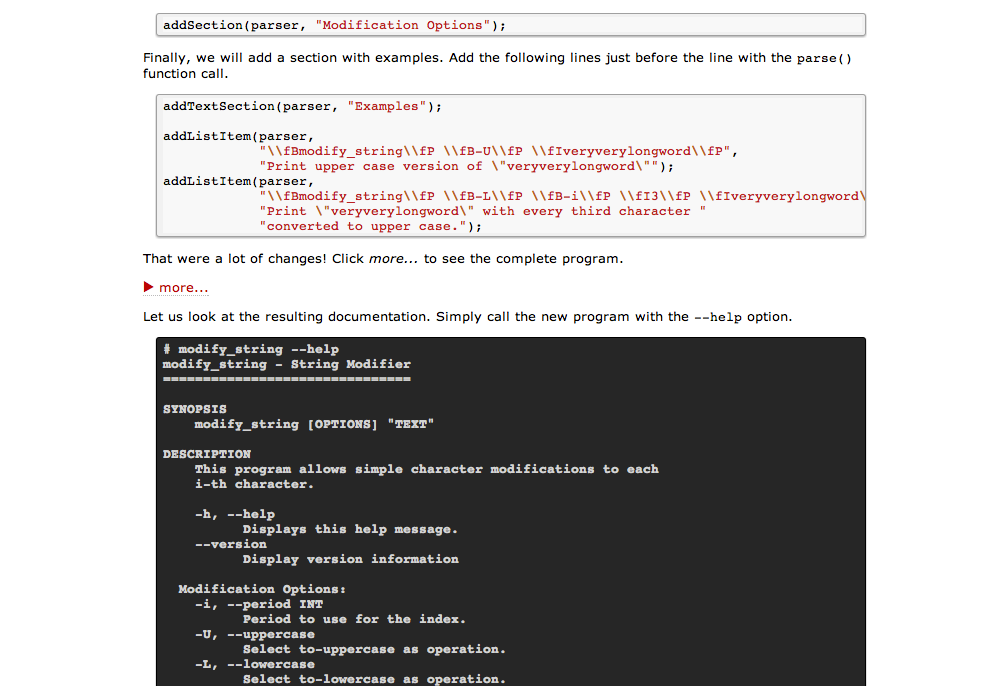 addSection(parser, "Modification Options");
Finally, we will add a section with examples. Add the following lines just before the line with the parse()
function call.
addTextSection(parser, "Examples");
addListItem(parser,
"\\fBmodify_string\\fP \\fB-U\\fP \\fIveryverylongword\\fP",
"Print upper case version of \"veryverylongword\"");
addListItem(parser,
"\\fBmodify_string\\fP \\fB-L\\fP \\fB-i\\fP \\fI3\\fP \\fIveryverylongword\
"Print \"veryverylongword\" with every third character "
"converted to upper case.");
That were a lot of changes! Click more... to see the complete program.
more...
Let us look at the resulting documentation. Simply call the new program with the --help option.
# modify_string --help
modify_string - String Modifier
===============================
SYNOPSIS
modify_string [OPTIONS] "TEXT"
DESCRIPTION
This program allows simple character modifications to each
i-th character.
-h, --help
Displays this help message.
--version
Display version information
Modification Options:
-i, --period INT
Period to use for the index.
-U, --uppercase
Select to-uppercase as operation.
-L, --lowercase
Select to-lowercase as operation.